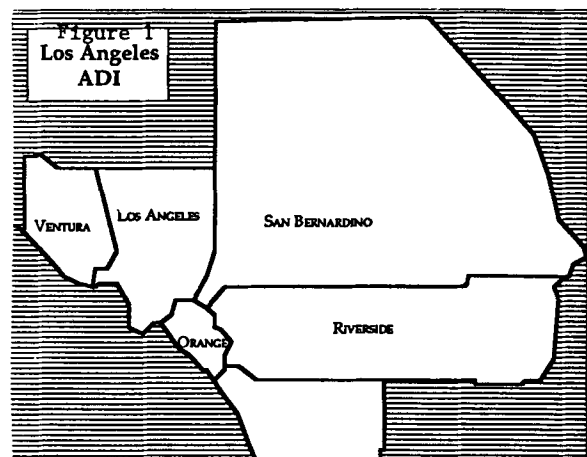 Figure 1
Los Angeles
ADI
VENTURA
LOS ANGELES
SAN BERNARDINO
ORANGE
RIVERSIDE